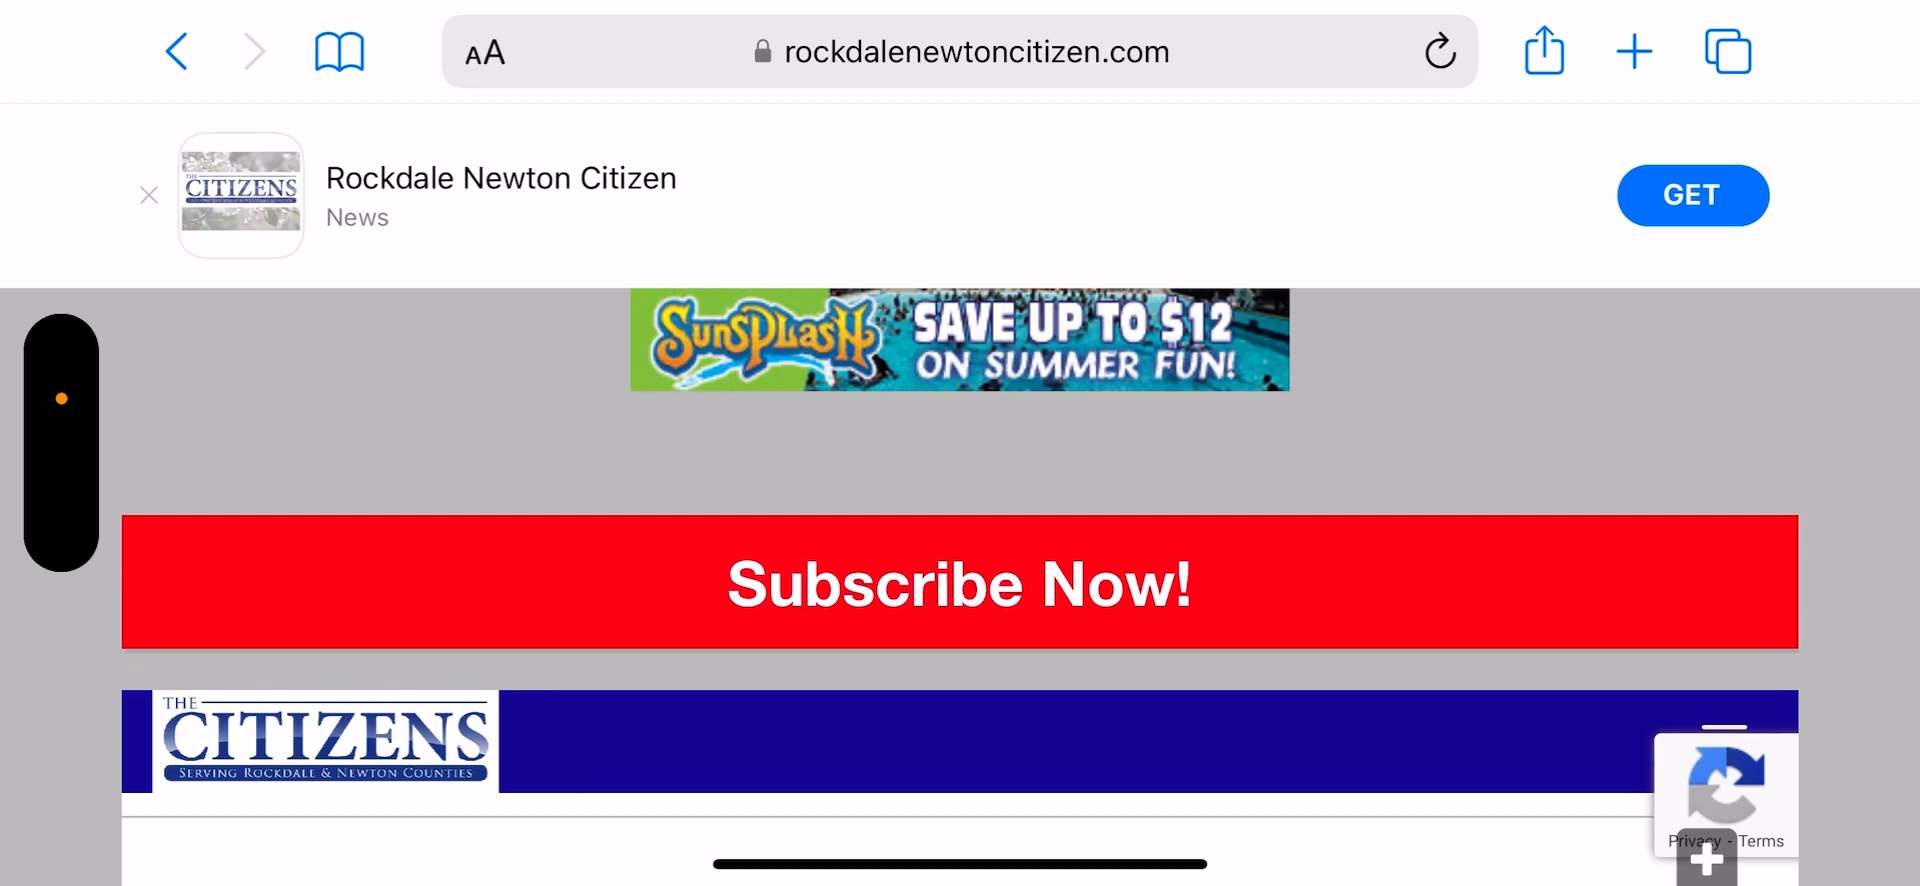 AA
rockdalenewtoncitizen.com
THE
CITIZENS
Rockdale Newton Citizen
News
GET
SunSplash
SAVE UP TO $12
ON SUMMER FUN!
Subscribe Now!
THE
CITIZENS
SERVING ROCKDALE & NEWTON COUNTIES
Privacy - Terms